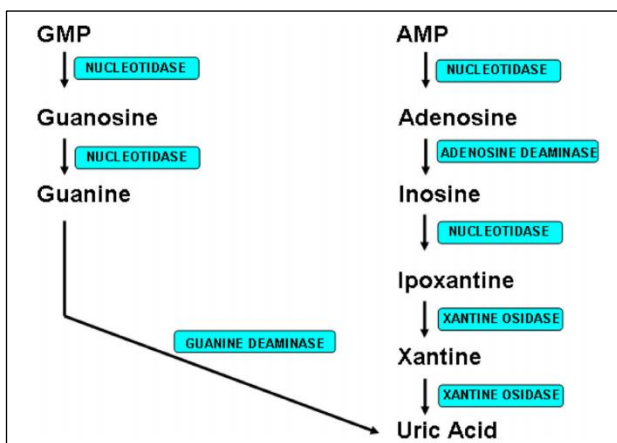 GMP
NUCLEOTIDASE
Guanosine
NUCLEOTIDASE
Guanine
GUANINE DEAMINASE
AMP
NUCLEOTIDASE
Adenosine
ADENOSINE DEAMINASE
Inosine
NUCLEOTIDASE
Ipoxantine
XANTINE OSIDASE
Xantine
XANTINE OSIDASE
Uric Acid